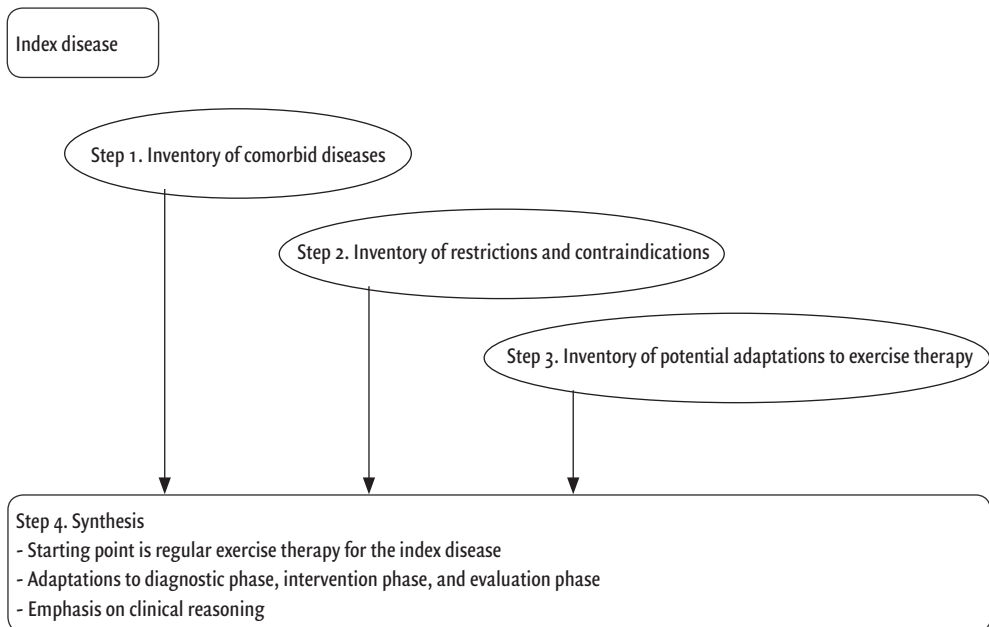 Index disease
Step 1. Inventory of comorbid diseases
Step 2. Inventory of restrictions and contraindications
Step 3. Inventory of potential adaptations to exercise therapy
Step 4. Synthesis
- Starting point is regular exercise therapy for the index disease
- Adaptations to diagnostic phase, intervention phase, and evaluation phase
- Emphasis on clinical reasoning